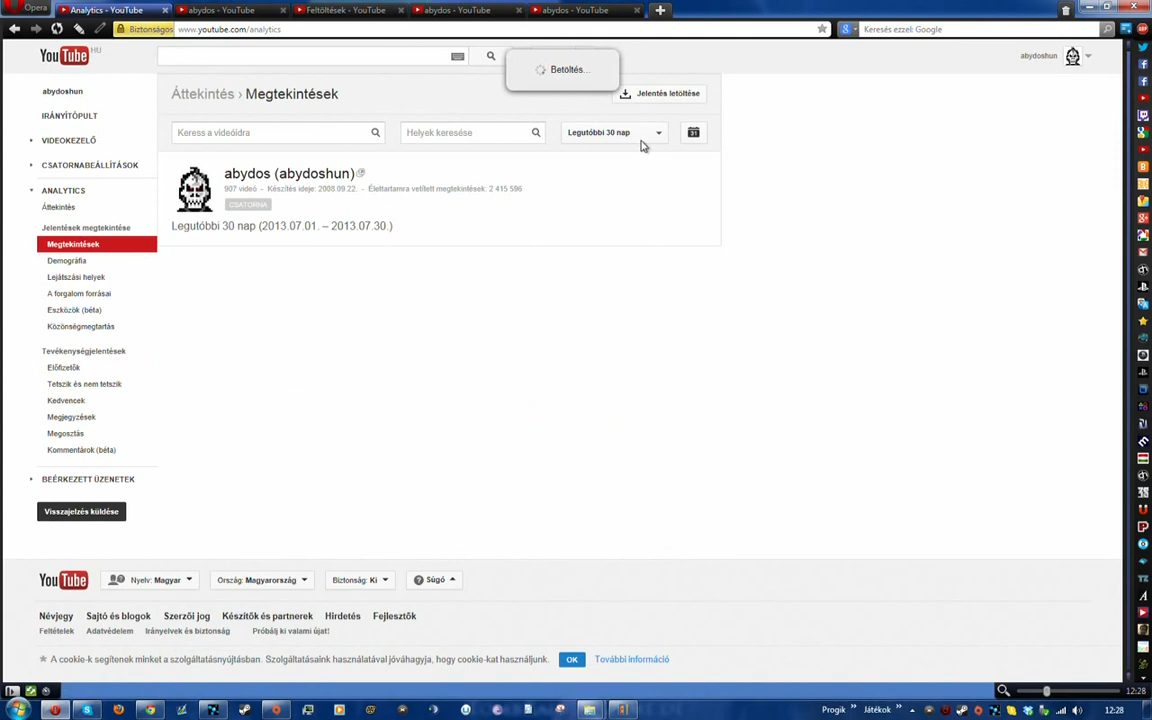 Opera
Analytics - YouTube
abydos - YouTube
Feltöltések - YouTube
abydos - YouTube
abydos - YouTube
Biztonságos www.youtube.com/analytics
Keresés ezzel: Google
YouTube HU
abydoshun
Betöltés...
abydoshun
IRÁNYÍTÓPULT
VIDEOKEZELŐ
CSATORNABEÁLLÍTÁSOK
ANALYTICS
Áttekintés
Jelentések megtekintése
Megtekintések
Demográfia
Lejátszási helyek
A forgalom forrásai
Eszközök (béta)
Közönségmegtartás
Tevékenységjelentések
Előfizetők
Tetszik és nem tetszik
Kedvencek
Megjegyzések
Megosztás
Kommentárok (béta)
BEÉRKEZETT ÜZENETEK
Visszajelzés küldése
Áttekintés › Megtekintések
Jelentés letöltése
Keress a videóidra
Helyek keresése
Legutóbbi 30 nap
31
abydos (abydoshun)
907 videó - Készítés ideje: 2008.09.22. - Élettartamra vetített megtekintések: 2 415 596
CSATORNA
Legutóbbi 30 nap (2013.07.01. – 2013.07.30.)
YouTube
Nyelv: Magyar
Ország: Magyarország
Biztonság: Ki
Súgó
Névjegy Sajtó és blogok Szerzői jog Készítők és partnerek Hirdetés Fejlesztők
Feltételek Adatvédelem Irányelvek és biztonság Próbálj ki valami újat!
A cookie-k segítenek minket a szolgáltatásnyújtásban. Szolgáltatásaink használatával jóváhagyja, hogy cookie-kat használjunk. OK További információ
12:28
Progik » Játékok »
12:28